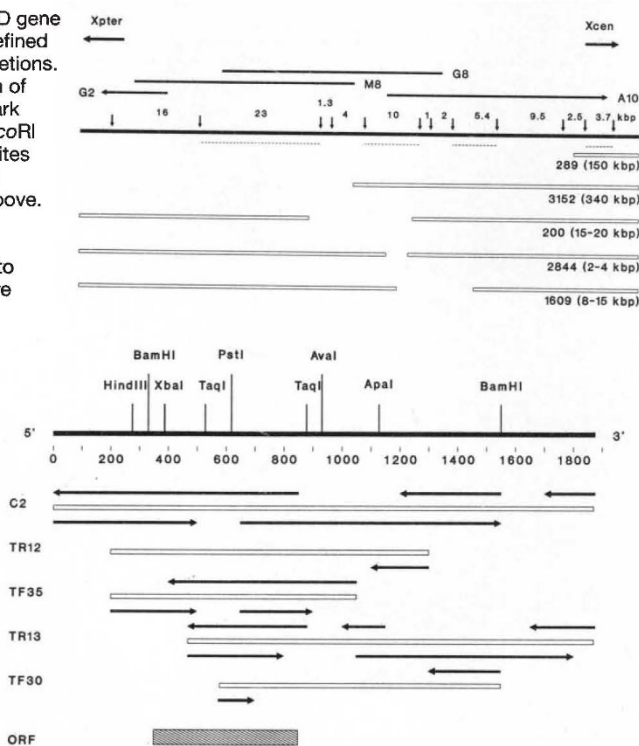 D gene
efined
etions.
n of
ark
coRI
ites
bove.
to
re
Xpter
Xcen
G8
M8
G2
A10
16 23 1.3 4 10 1 2 5.4 9.5 2.5 3.7 kbp
289 (150 kbp)
3152 (340 kbp)
200 (15-20 kbp)
2844 (2-4 kbp)
1609 (8-15 kbp)
BamHI PstI AvaI
HindIII XbaI TaqI TaqI ApaI BamHI
5' 3'
0 200 400 600 800 1000 1200 1400 1600 1800
C2
TR12
TF35
TR13
TF30
ORF